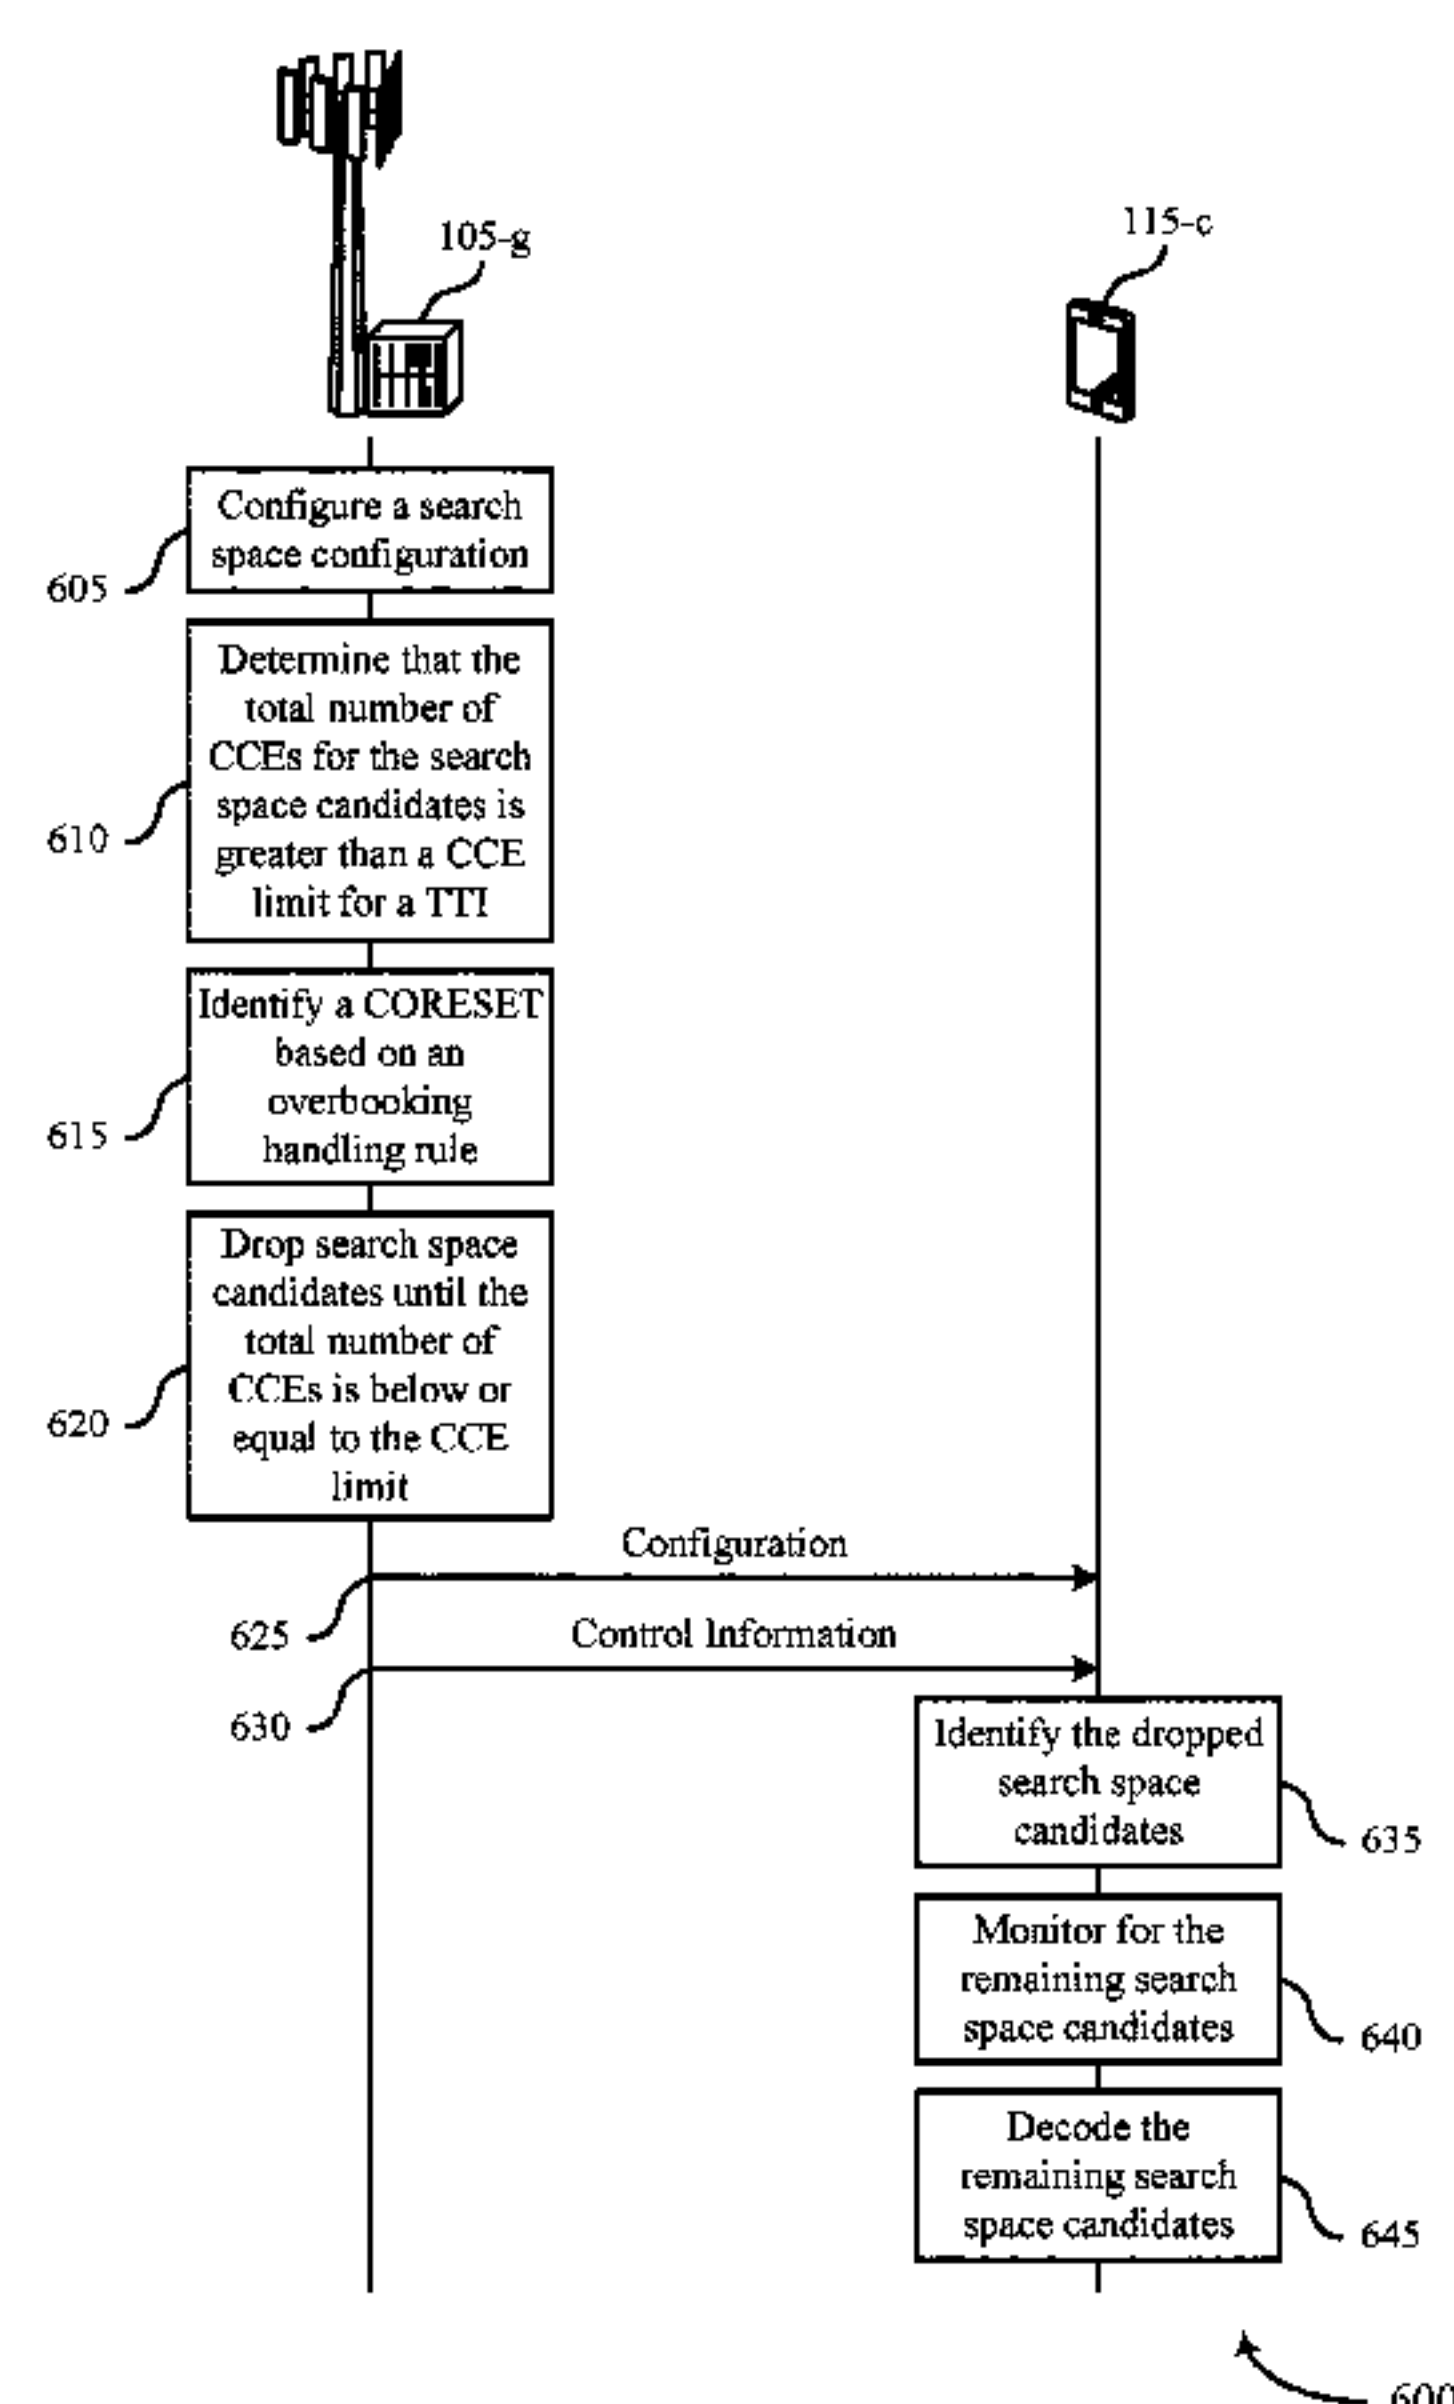 105-g
115-c
Configure a search
space configuration
605
Determine that the
total number of
CCEs for the search
space candidates is
greater than a CCE
limit for a TTI
610
Identify a CORESET
based on an
overbooking
handling rule
615
Drop search space
candidates until the
total number of
CCEs is below or
equal to the CCE
limit
620
Configuration
625
Control Information
630
Identify the dropped
search space
candidates
635
Monitor for the
remaining search
space candidates
640
Decode the
remaining search
space candidates
645
600